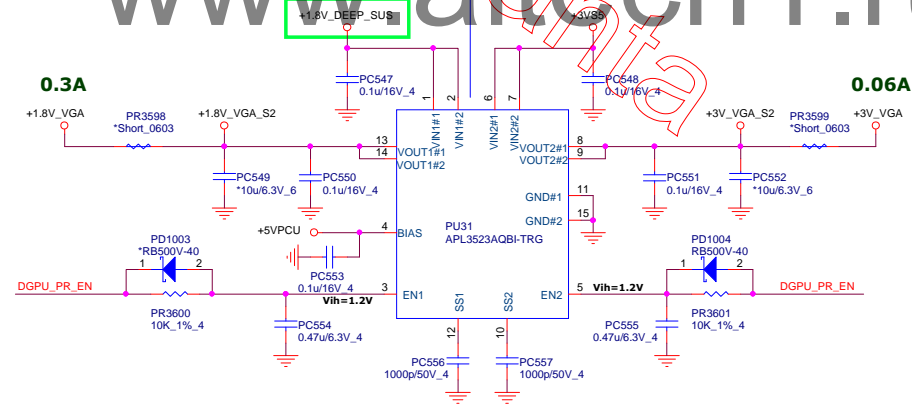 +1.8V_DEEP_SUS
+3VS5
PC547
0.1u/16V_4
PC548
0.1u/16V_4
0.3A
0.06A
+1.8V_VGA
PR3598
*Short_0603
+1.8V_VGA_S2
+3V_VGA_S2
PR3599
*Short_0603
+3V_VGA
1
2
6
7
VIN1#1
VIN1#2
VIN2#1
VIN2#2
13
14
VOUT1#1
VOUT1#2
VOUT2#1
VOUT2#2
8
9
PC549
*10u/6.3V_6
PC550
0.1u/16V_4
PC551
0.1u/16V_4
PC552
*10u/6.3V_6
GND#1
11
GND#2
15
PU31
APL3523AQBI-TRG
+5VPCU
4
BIAS
PC553
0.1u/16V_4
PD1003
*RB500V-40
1
2
PD1004
RB500V-40
1
2
DGPU_PR_EN
3
EN1
EN2
5
Vih=1.2V
Vih=1.2V
DGPU_PR_EN
PR3600
10K_1%_4
PR3601
10K_1%_4
PC554
0.47u/6.3V_4
PC555
0.47u/6.3V_4
SS1
SS2
12
10
PC556
1000p/50V_4
PC557
1000p/50V_4